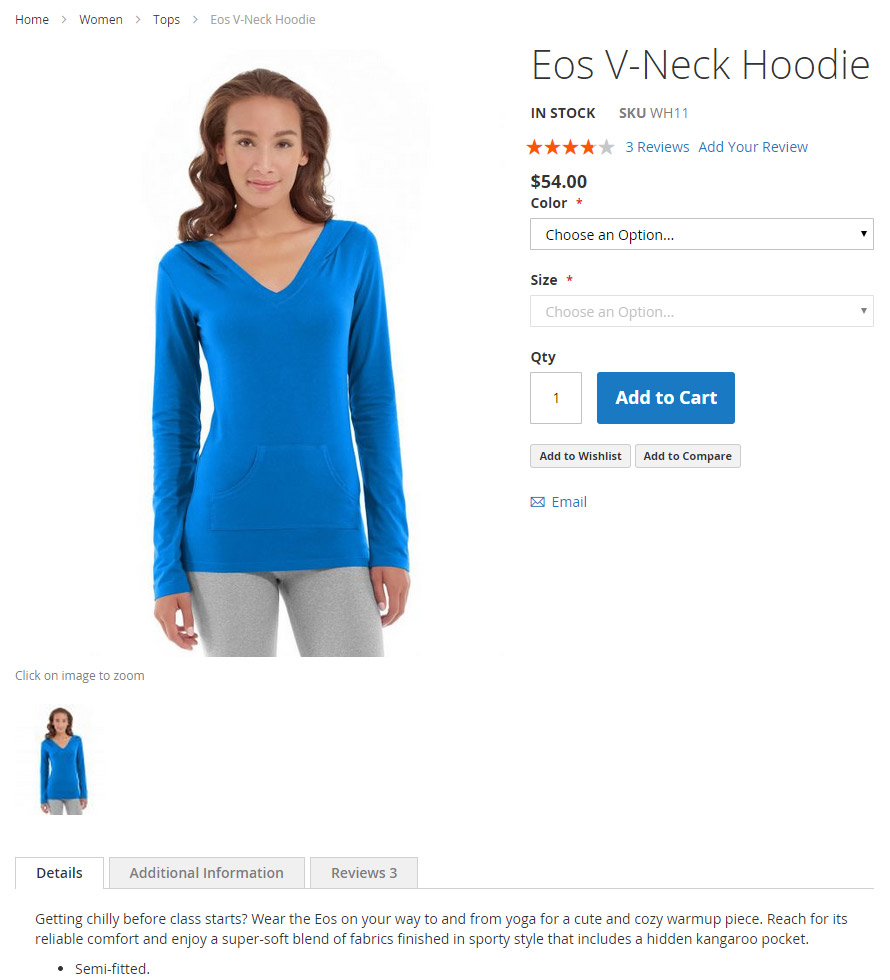 Home > Women > Tops > Eos V-Neck Hoodie
Eos V-Neck Hoodie
IN STOCK SKU WH11
3 Reviews Add Your Review
$54.00
Color *
Choose an Option...
Size *
Choose an Option...
Qty
1 Add to Cart
Add to Wishlist Add to Compare
Email
Click on image to zoom
Details Additional Information Reviews 3
Getting chilly before class starts? Wear the Eos on your way to and from yoga for a cute and cozy warmup piece. Reach for its
reliable comfort and enjoy a super-soft blend of fabrics finished in sporty style that includes a hidden kangaroo pocket.
• Semi-fitted.